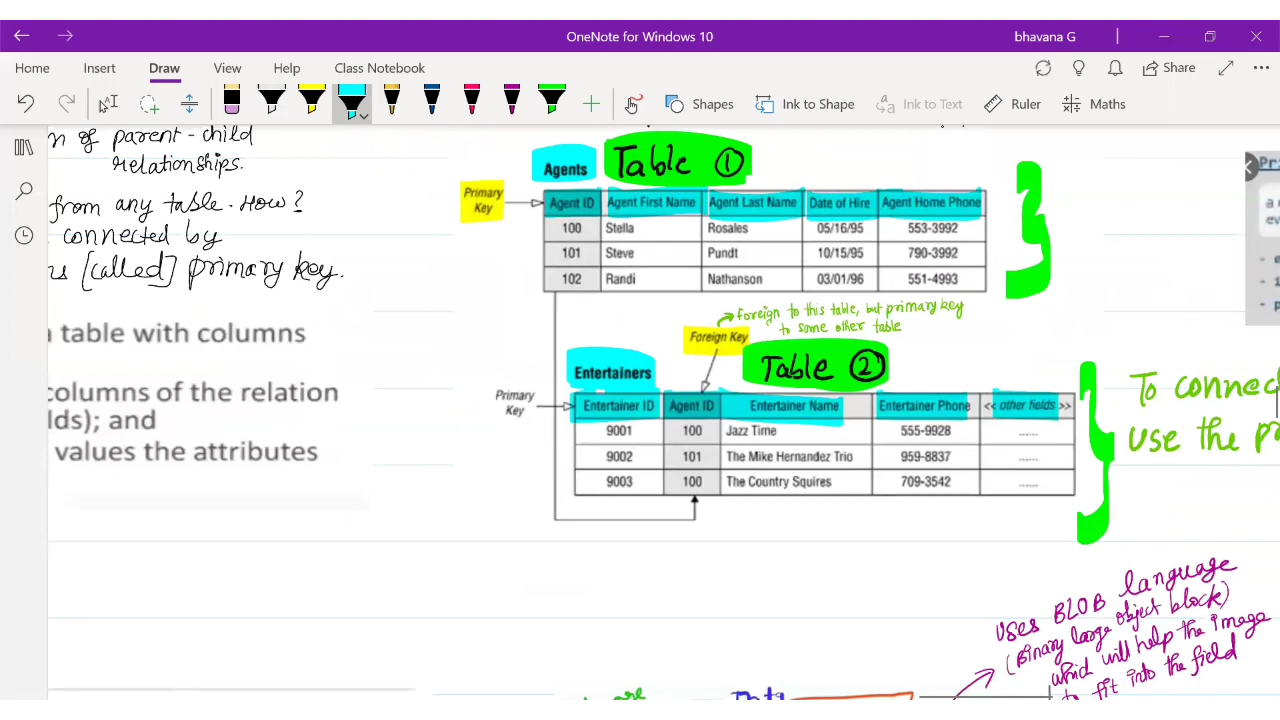 OneNote for Windows 10
bhavana G
Home Insert Draw View Help Class Notebook
Share
Shapes Ink to Shape Ink to Text Ruler Maths
n of parent-child
relationships.
from any table. How?
connected by
[called] primary key.
a table with columns
columns of the relation
lds); and
values the attributes
Agents
Table ①
Primary
Key
Agent ID Agent First Name Agent Last Name Date of Hire Agent Home Phone
100 Stella Rosales 05/16/95 553-3992
101 Steve Pundt 10/15/95 790-3992
102 Randi Nathanson 03/01/96 551-4993
Foreign to this table, but primary key
to some other table
Foreign Key
Entertainers
Table ②
Primary
Key
Entertainer ID Agent ID Entertainer Name Entertainer Phone << other fields >>
9001 100 Jazz Time 555-9928 ......
9002 101 The Mike Hernandez Trio 959-8837 ......
9003 100 The Country Squires 709-3542 ......
To connec
use the pr
uses BLOB language
(Binary large object block)
which will help the image
to fit into the field